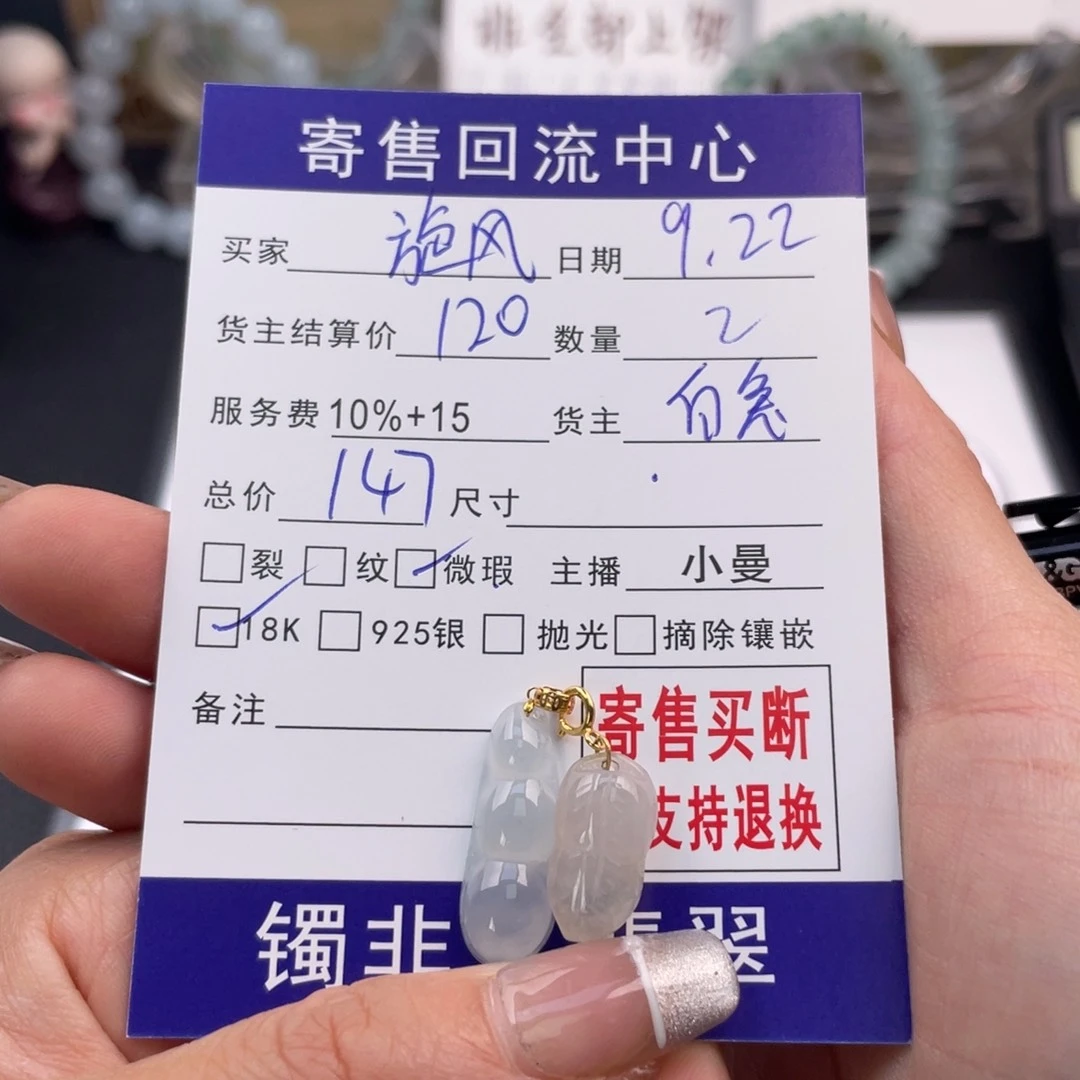 寄售回流中心
买家 旋风 日期 9.22
货主结算价 120 数量 2
服务费 10%+15 货主 白急
总价 147 尺寸
裂 纹 微瑕 主播 小曼
18K 925银 抛光 摘除镶嵌
备注
寄售买断
支持退换
镯非 翠